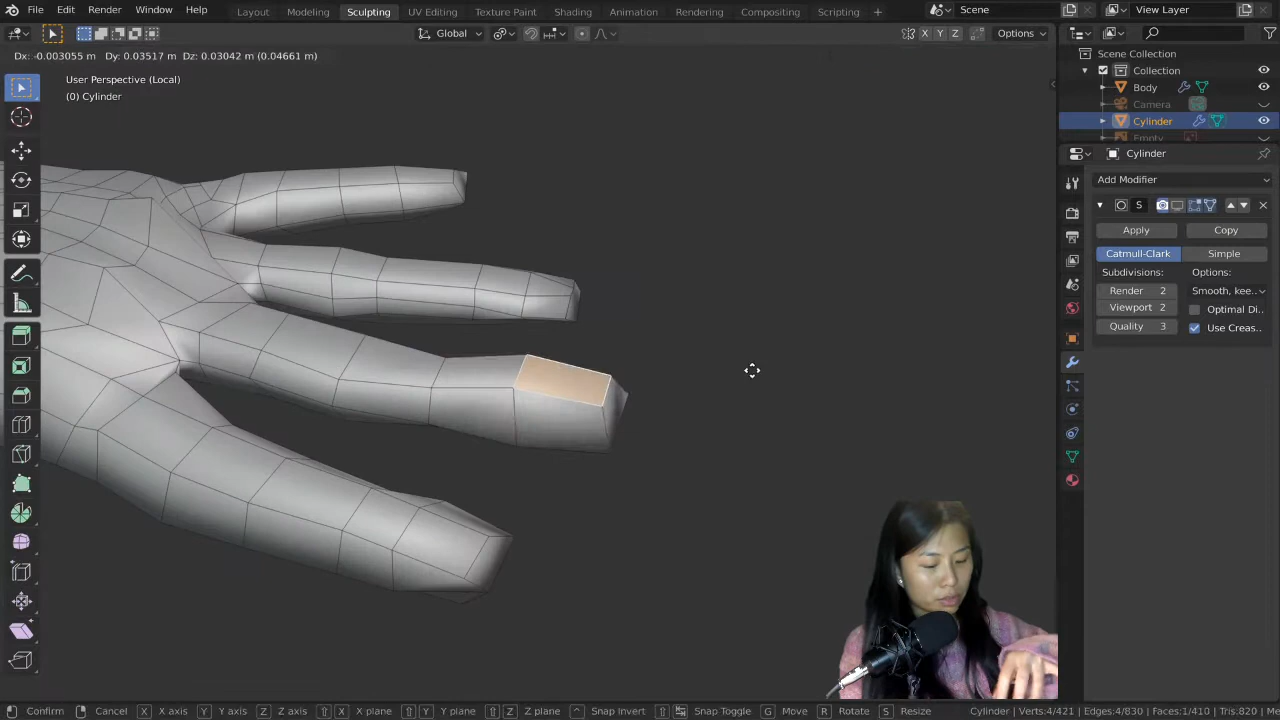 File Edit Render Window Help Layout Modeling Sculpting UV Editing Texture Paint Shading Animation Rendering Compositing Scripting + Scene View Layer
Global X Y Z Options
Dx: -0.003055 m Dy: 0.03517 m Dz: 0.03042 m (0.04661 m)
Scene Collection
Collection
User Perspective (Local)
Body
(0) Cylinder
Camera
Cylinder
Empty
Cylinder
Add Modifier
S
Apply Copy
Catmull-Clark Simple
Subdivisions: Options:
Render 2 Smooth, kee..
Viewport 2 Optimal Di..
Quality 3 Use Creas..
Confirm Cancel X X axis Y Y axis Z Z axis X X plane Y Y plane Z Z plane Snap Invert Snap Toggle G Move R Rotate S Resize Cylinder | Verts:4/421 | Edges:4/830 | Faces:1/410 | Tris:820 | Me